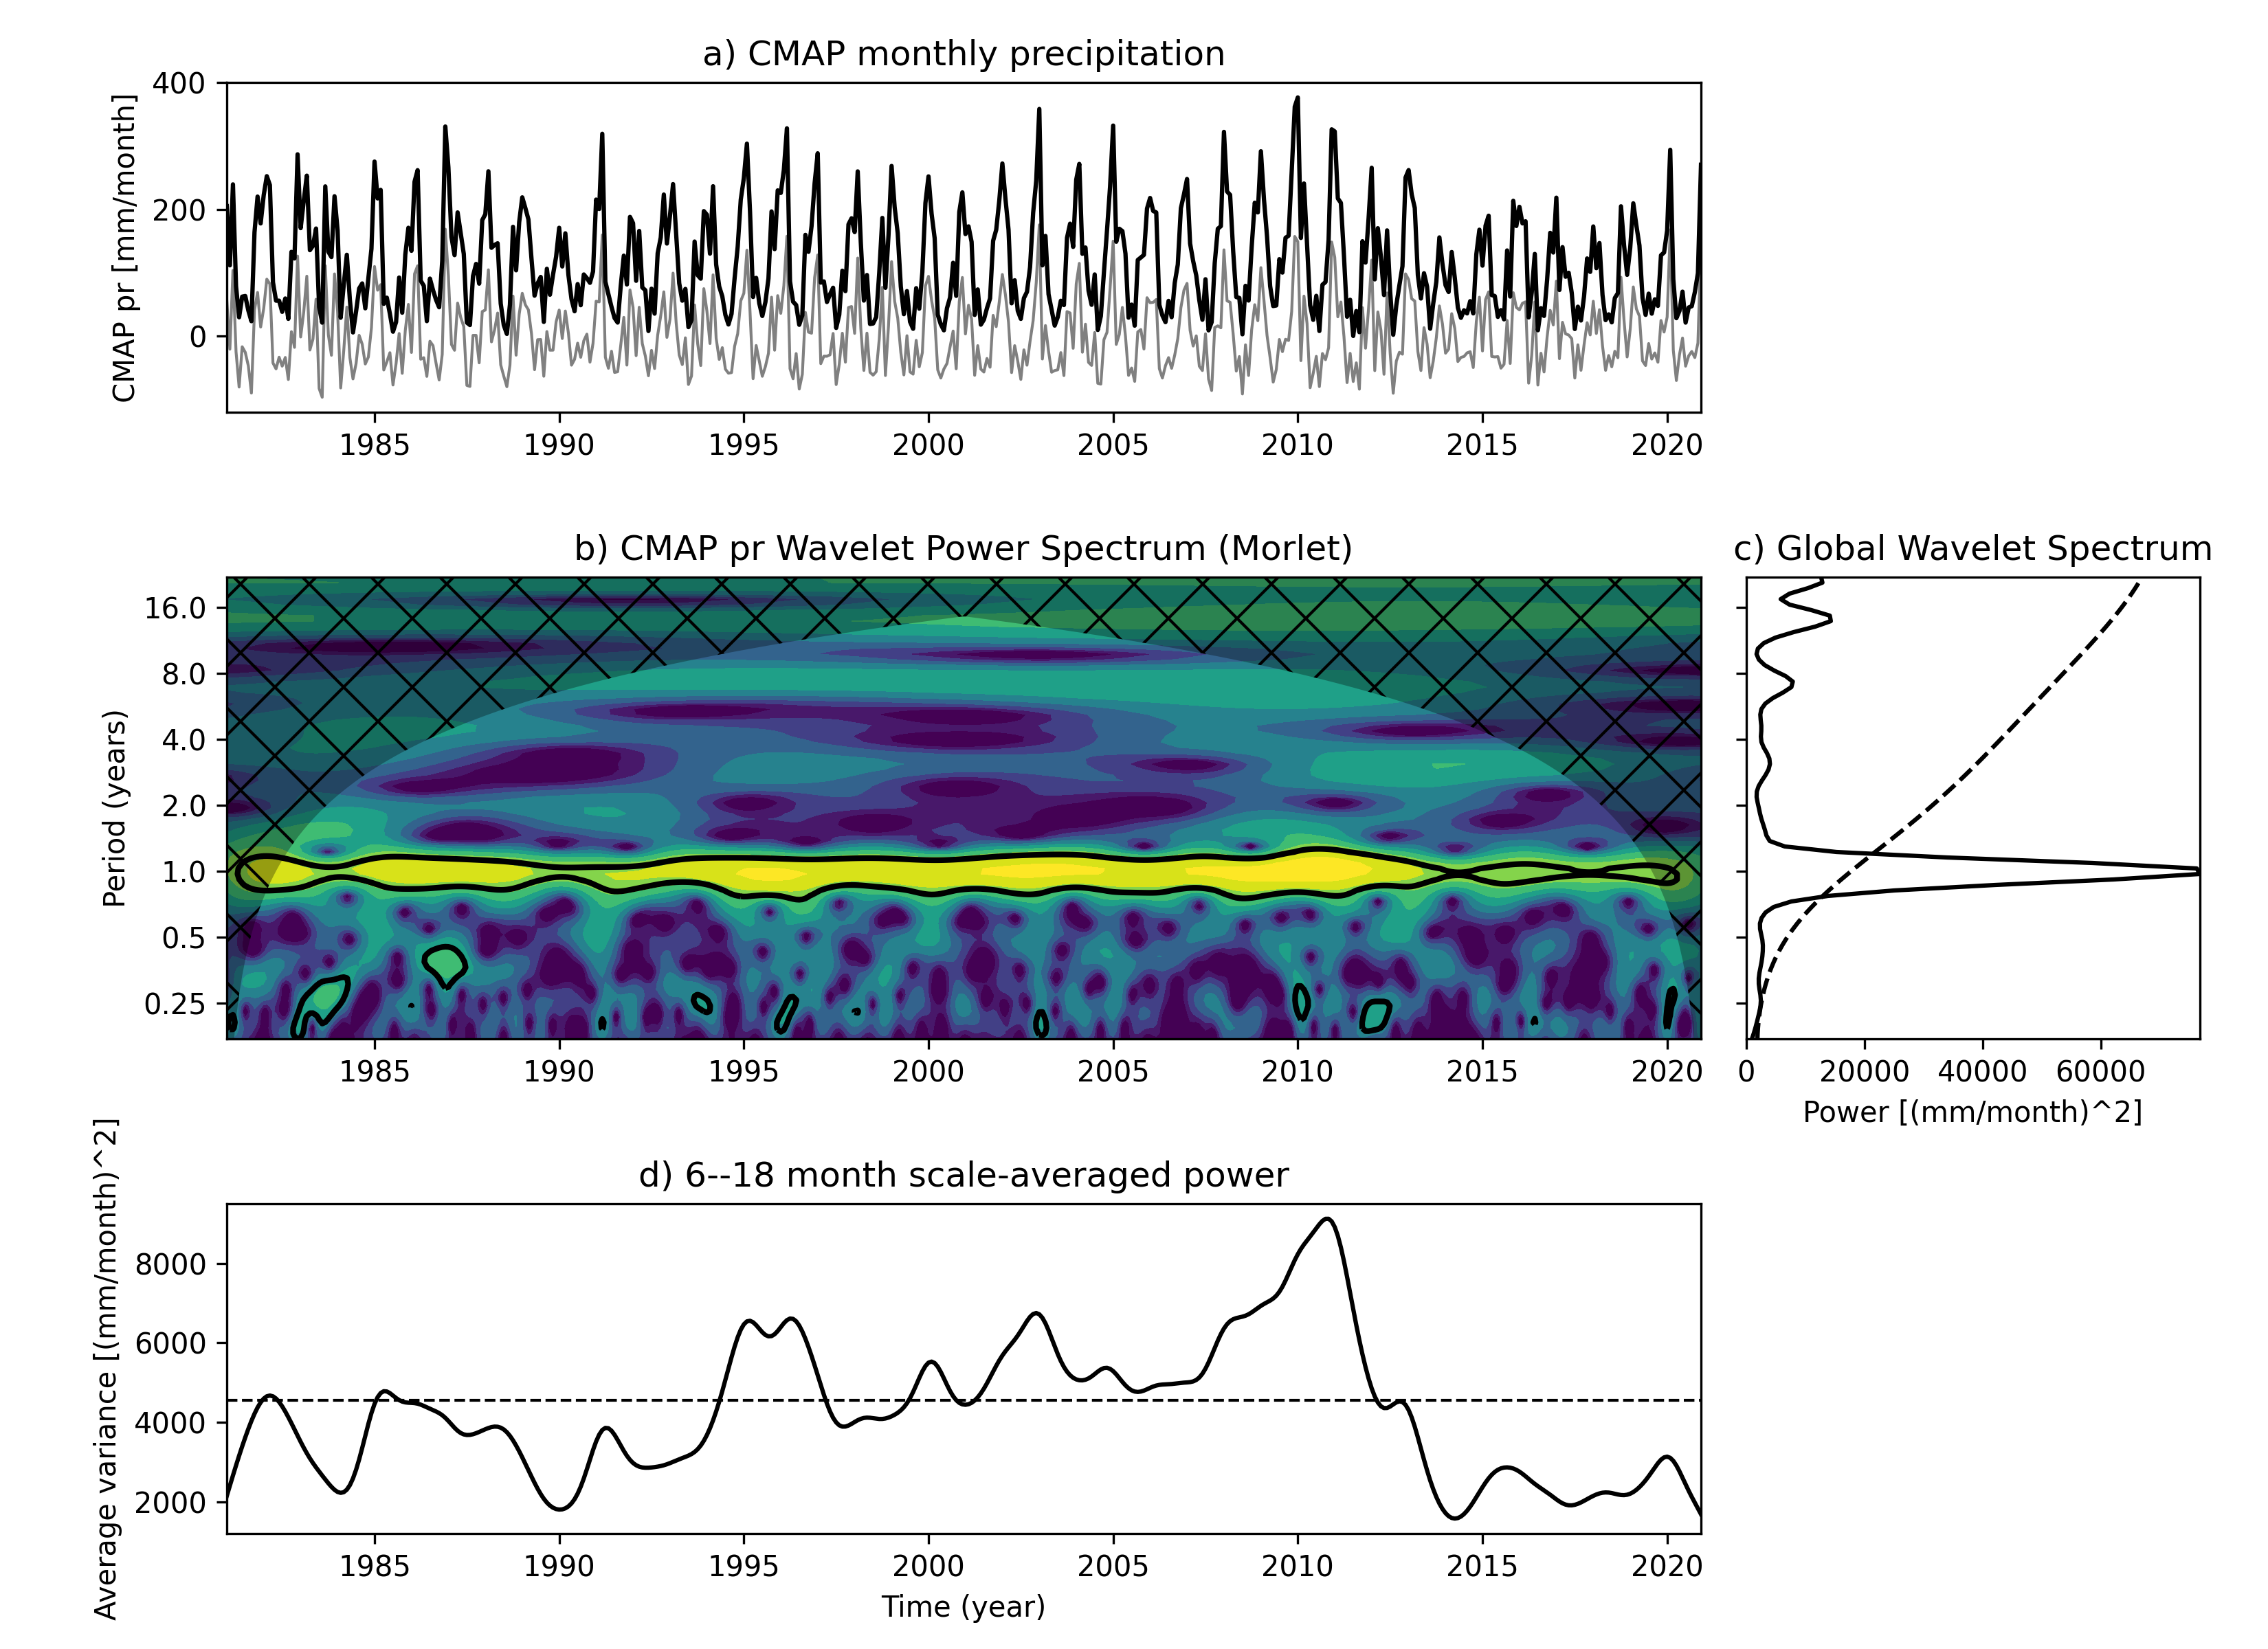 a) CMAP monthly precipitation
CMAP pr [mm/month]
400
200
0
1985 1990 1995 2000 2005 2010 2015 2020
b) CMAP pr Wavelet Power Spectrum (Morlet)
Period (years)
16.0
8.0
4.0
2.0
1.0
0.5
0.25
1985 1990 1995 2000 2005 2010 2015 2020
c) Global Wavelet Spectrum
0 20000 40000 60000
Power [(mm/month)^2]
d) 6--18 month scale-averaged power
Average variance [(mm/month)^2]
8000
6000
4000
2000
1985 1990 1995 2000 2005 2010 2015 2020
Time (year)